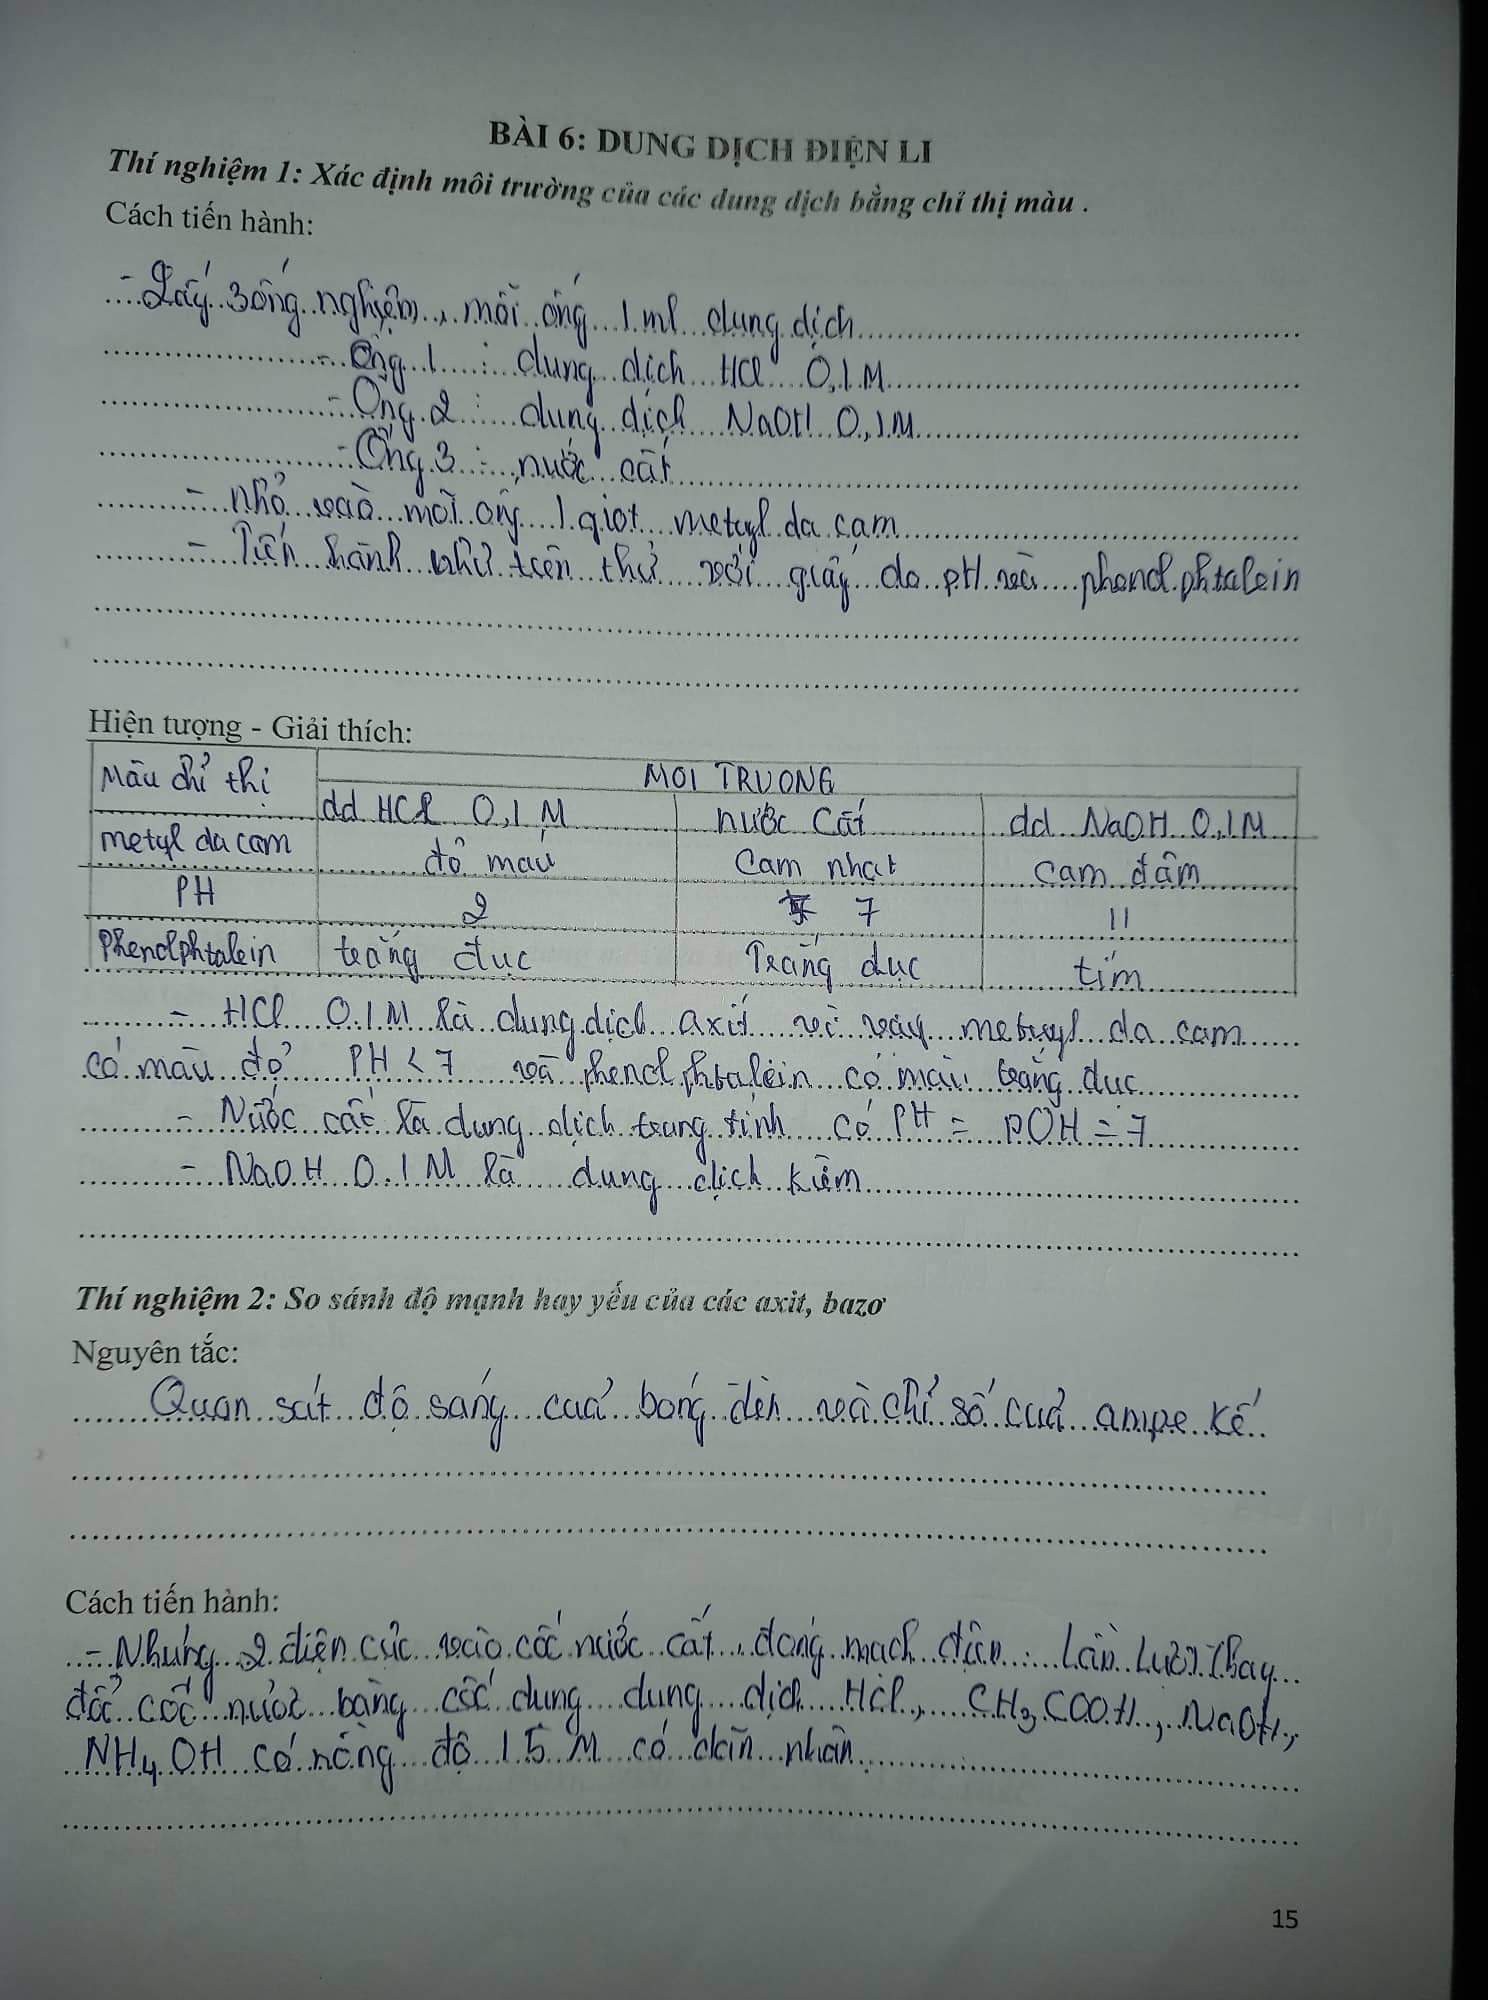 BÀI 6: DUNG DỊCH ĐIỆN LI
Thí nghiệm 1: Xác định môi trường của các dung dịch bằng chỉ thị màu .
Cách tiến hành:
- Lấy 3 ống nghiệm, mỗi ống 1 ml dung dịch
- Ống 1 : dung dịch HCl 0,1M
- Ống 2 : dung dịch NaOH 0,1M
- Ống 3 : nước cất
- Nhỏ vào mỗi ống 1 giọt metyl da cam
- Tiến hành như trên thử với giấy đo pH và phenolphtalein
Hiện tượng - Giải thích:
Màu chỉ thị MOI TRUONG
dd HCl 0,1M nước Cất dd NaOH 0,1M
metyl da cam đỏ máu Cam nhạt cam đậm
PH 2 7 11
Phenolphtalein trắng đục Trắng đục tím
- HCl 0.1M là dung dịch axit vì vậy metyl da cam
có màu đỏ PH < 7 và phenolphtalein có màu trắng đục
- Nước cất là dung dịch trung tính có PH = POH = 7
- NaOH 0.1M là dung dịch kiềm
Thí nghiệm 2: So sánh độ mạnh hay yếu của các axit, bazơ
Nguyên tắc:
Quan sát độ sáng của bóng đèn và chỉ số của ampe kế
Cách tiến hành:
- Nhúng 2 điện cực vào cốc nước cất, đóng mạch điện. Lần lượt thay
đổi cốc nước bằng cốc dung dung dịch HCl, CH3COOH, NaOH,
NH4OH có nồng độ 15 M có dán nhãn
15